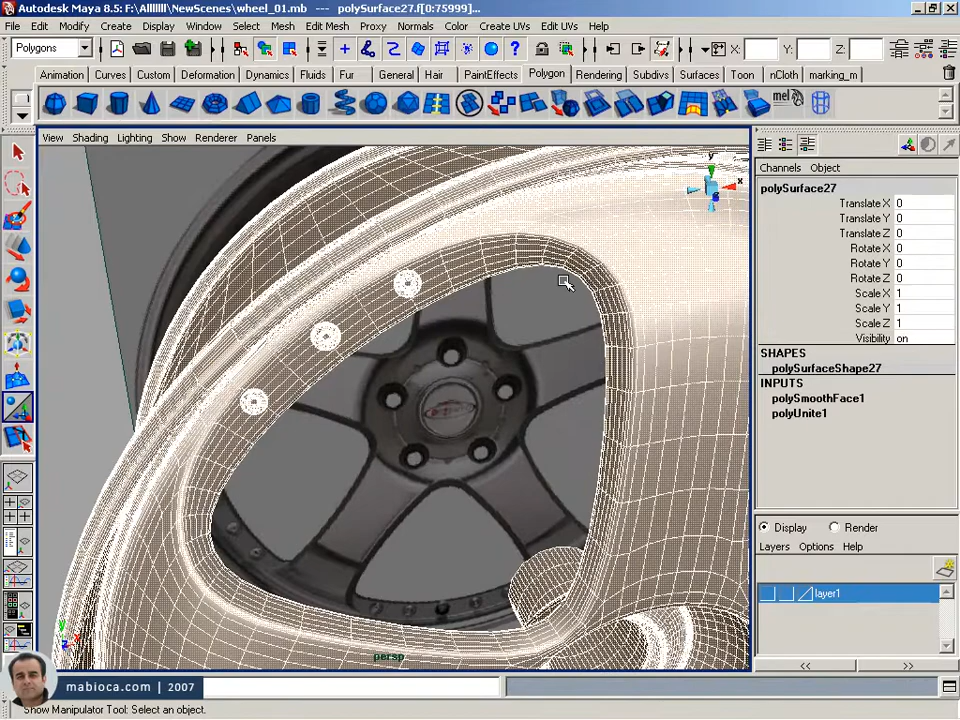 Autodesk Maya 8.5: F:\Alllllll\NewScenes\wheel_01.mb --- polySurface27.f[0:75999]...
File Edit Modify Create Display Window Select Mesh Edit Mesh Proxy Normals Color Create UVs Edit UVs Help
Polygons X: Y: Z:
Animation Curves Custom Deformation Dynamics Fluids Fur General Hair PaintEffects Polygon Rendering Subdivs Surfaces Toon nCloth marking_m
mel
View Shading Lighting Show Renderer Panels
Channels Object
polySurface27
Translate X 0
Translate Y 0
Translate Z 0
Rotate X 0
Rotate Y 0
Rotate Z 0
Scale X 1
Scale Y 1
Scale Z 1
Visibility on
SHAPES
polySurfaceShape27
INPUTS
polySmoothFace1
polyUnite1
y
x
Display Render
Layers Options Help
layer1
persp
<< >>
mabioca.com | 2007
Show Manipulator Tool: Select an object.